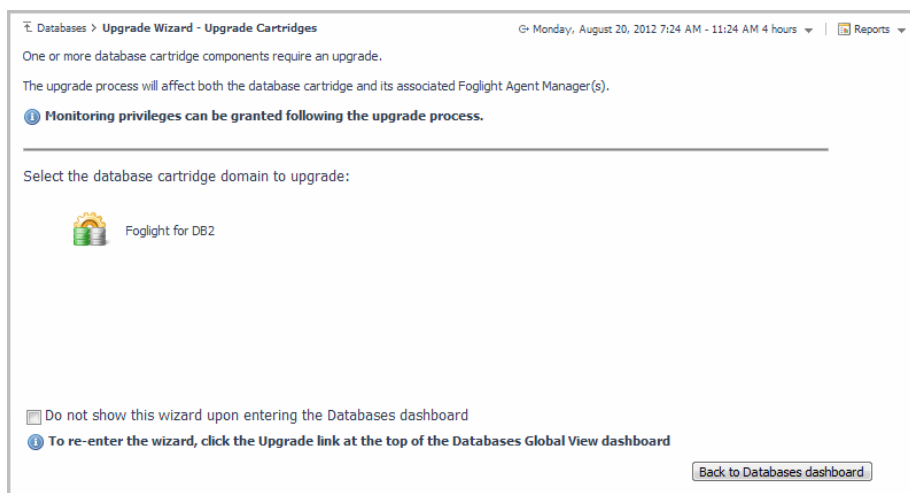 Databases > Upgrade Wizard - Upgrade Cartridges
Monday, August 20, 2012 7:24 AM - 11:24 AM 4 hours
Reports
One or more database cartridge components require an upgrade.
The upgrade process will affect both the database cartridge and its associated Foglight Agent Manager(s).
Monitoring privileges can be granted following the upgrade process.
Select the database cartridge domain to upgrade:
Foglight for DB2
Do not show this wizard upon entering the Databases dashboard
To re-enter the wizard, click the Upgrade link at the top of the Databases Global View dashboard
Back to Databases dashboard